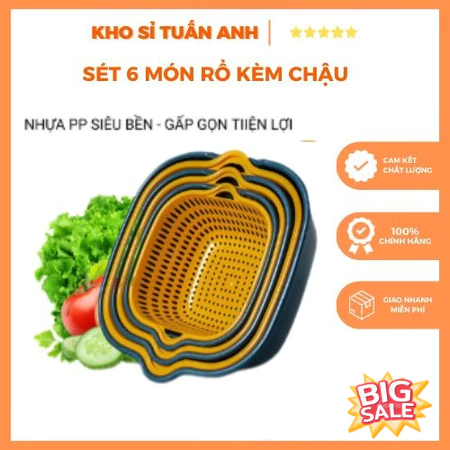 KHO SỈ TUẤN ANH
SÉT 6 MÓN RỔ KÈM CHẬU
NHỰA PP SIÊU BỀN - GẤP GỌN TIIỆN LỢI
CAM KẾT
CHẤT LƯỢNG
100%
CHÍNH HÃNG
GIAO NHANH
MIỄN PHÍ
BIG
SALE